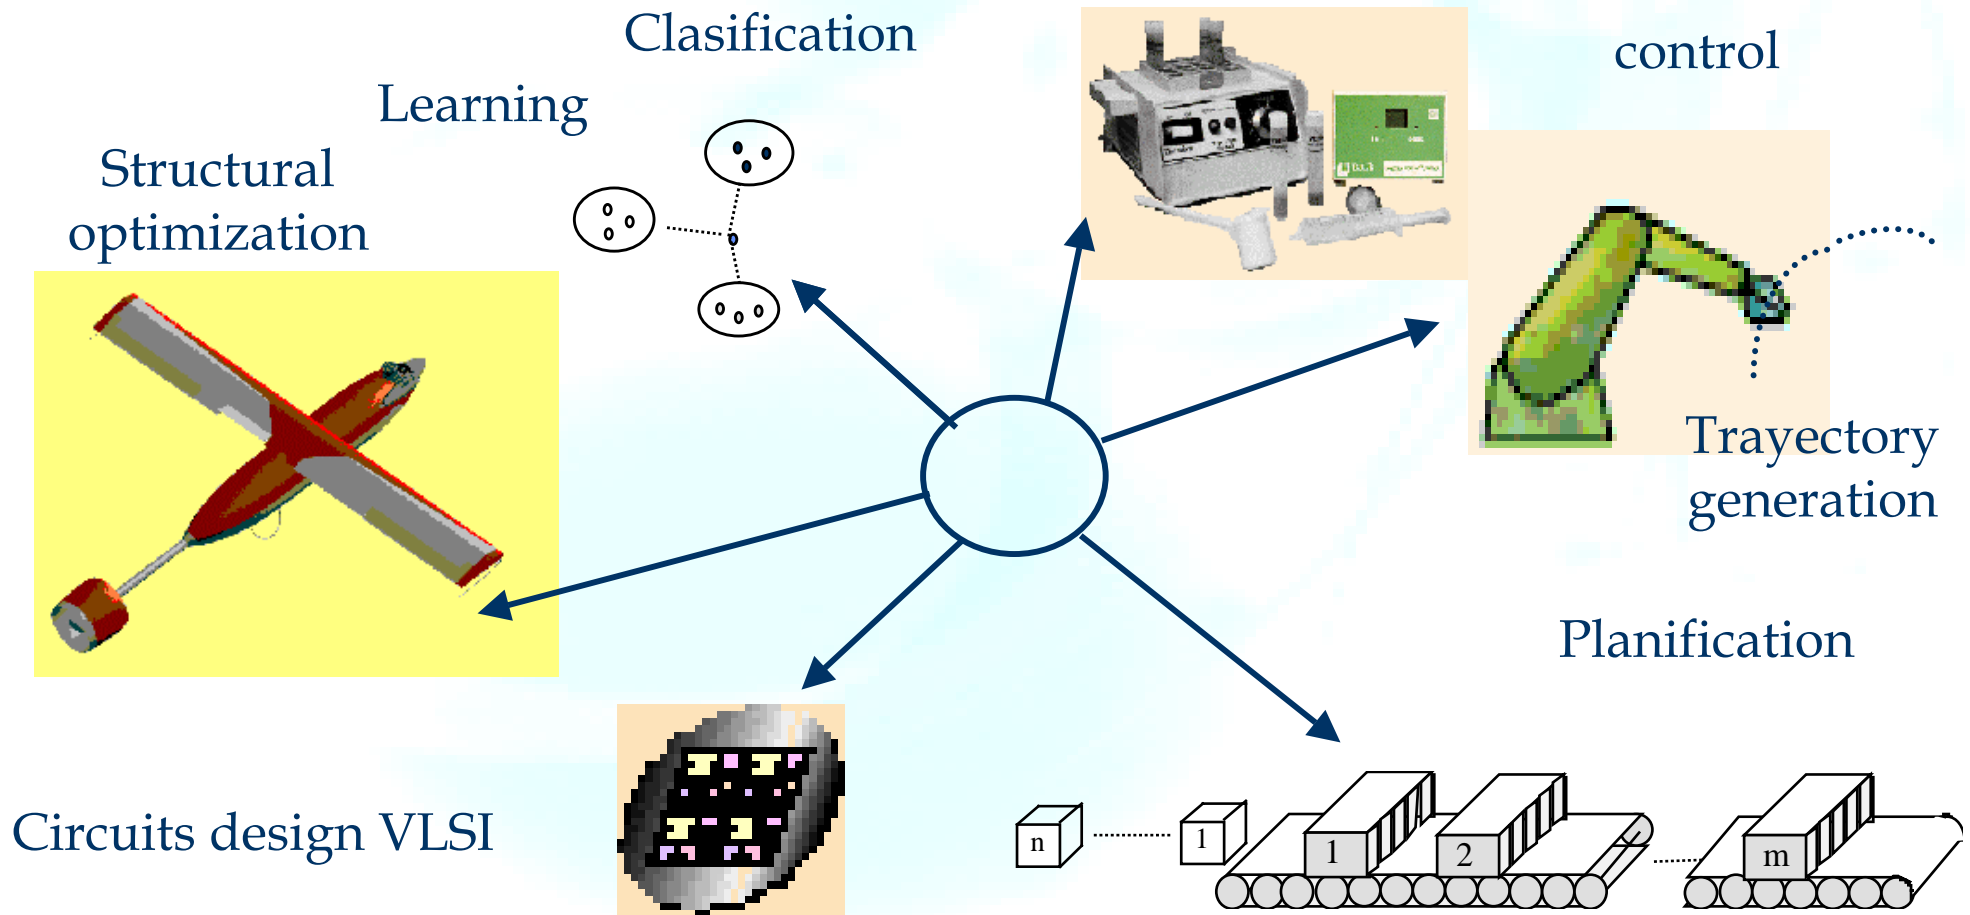 Clasification
control
Learning
Structural
optimization
Trayectory
generation
Planification
Circuits design VLSI
n
1
1
2
m